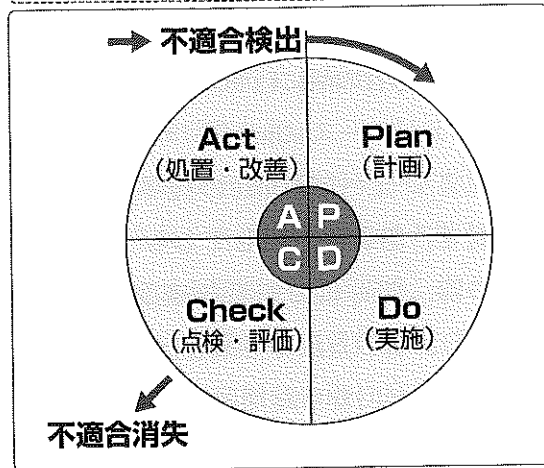 不適合検出
Act
(処置・改善)
Plan
(計画)
A P
C D
Check
(点検・評価)
Do
(実施)
不適合消失